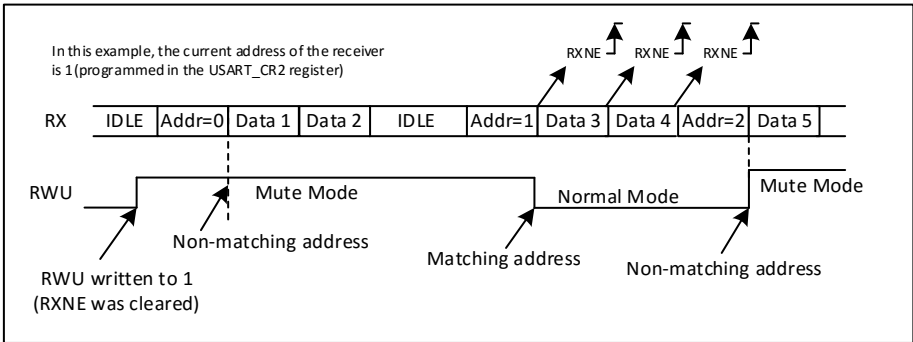 In this example, the current address of the receiver
is 1(programmed in the USART_CR2 register)
RXNE RXNE RXNE
RX IDLE Addr=0 Data 1 Data 2 IDLE Addr=1 Data 3 Data 4 Addr=2 Data 5
RWU Mute Mode Normal Mode Mute Mode
Non-matching address Matching address Non-matching address
RWU written to 1
(RXNE was cleared)